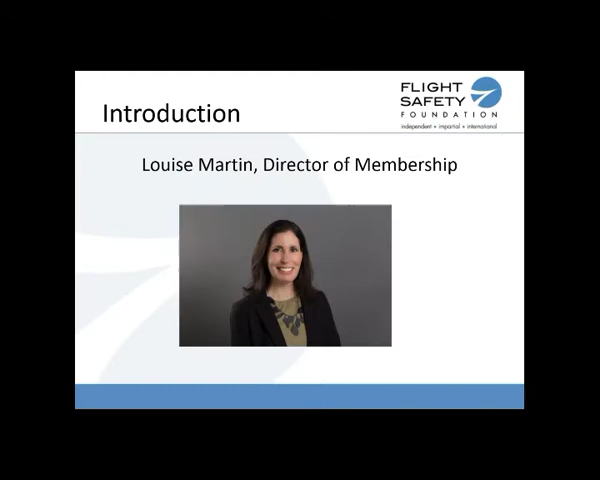 FLIGHT
SAFETY
FOUNDATION
independent • impartial • international
Introduction
Louise Martin, Director of Membership